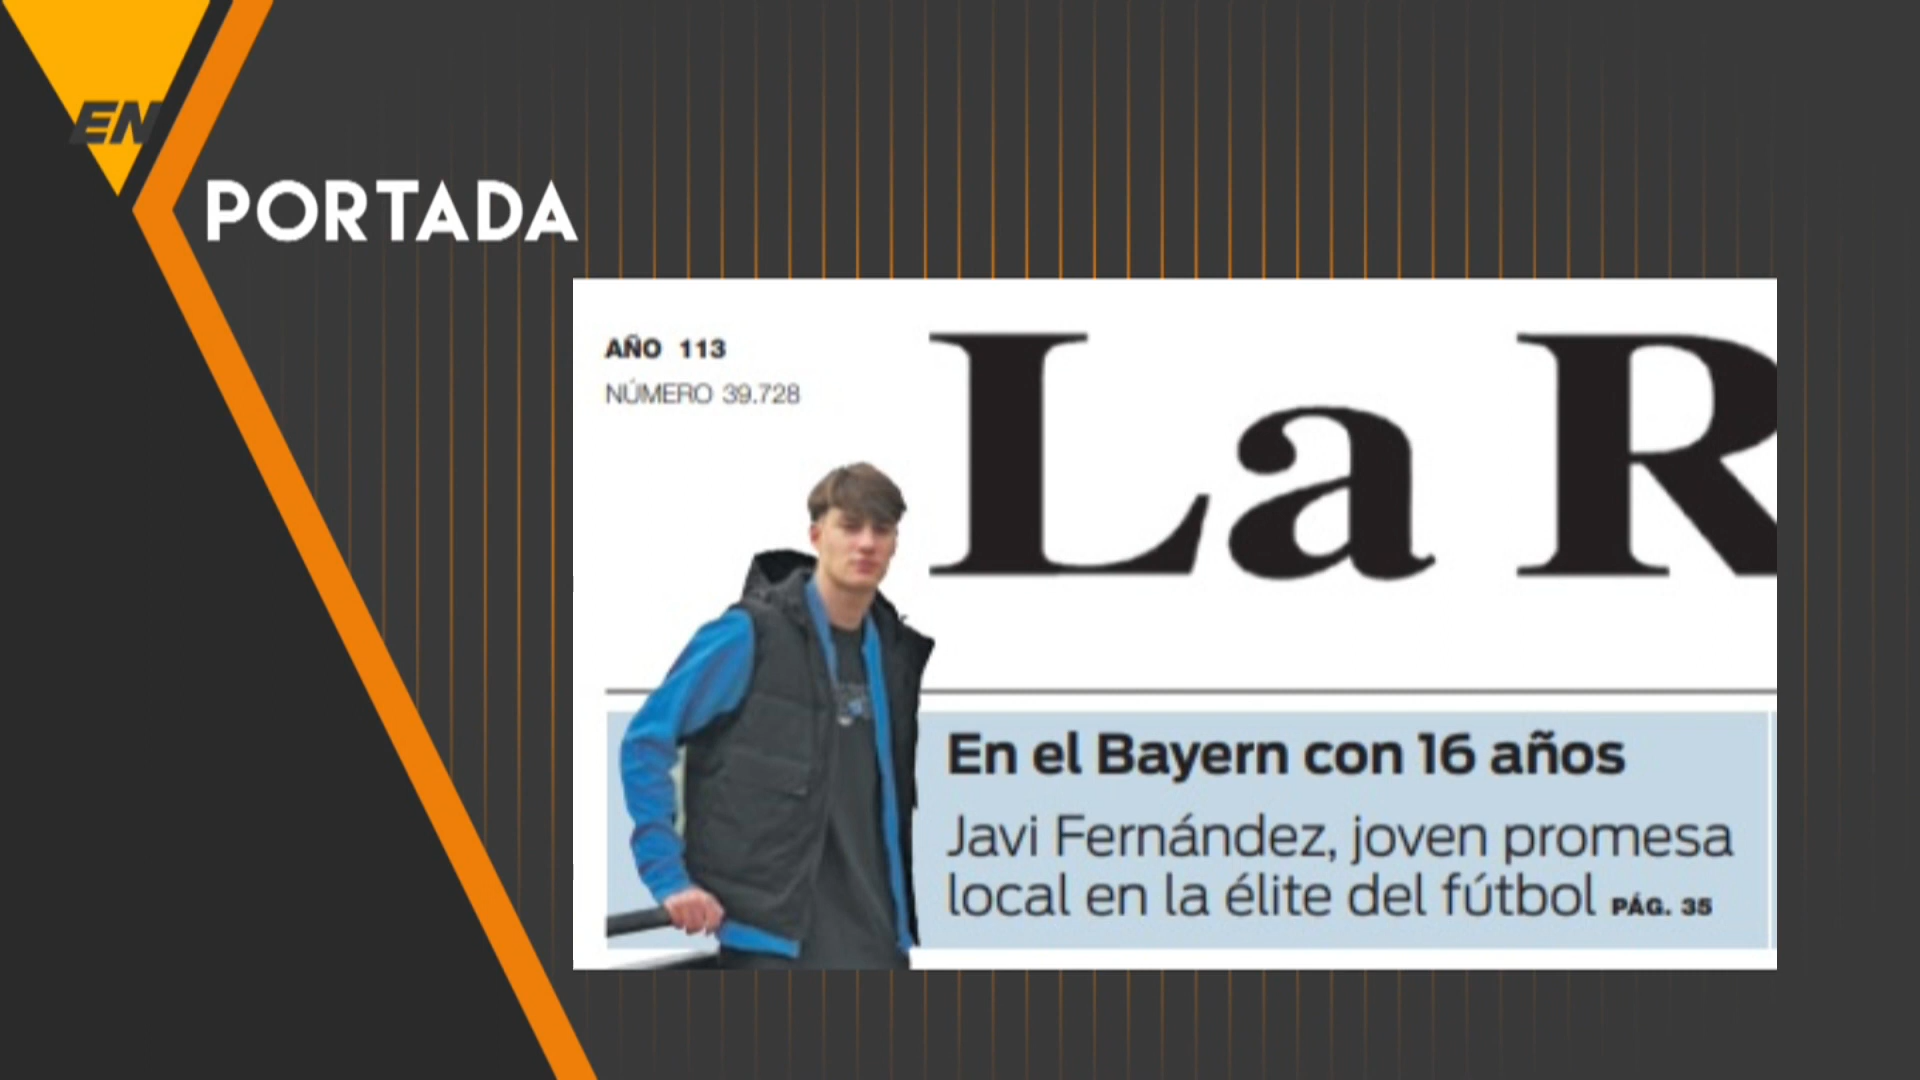 EN
PORTADA
AÑO 113
NÚMERO 39.728
La R
En el Bayern con 16 años
Javi Fernández, joven promesa
local en la élite del fútbol PÁG. 35